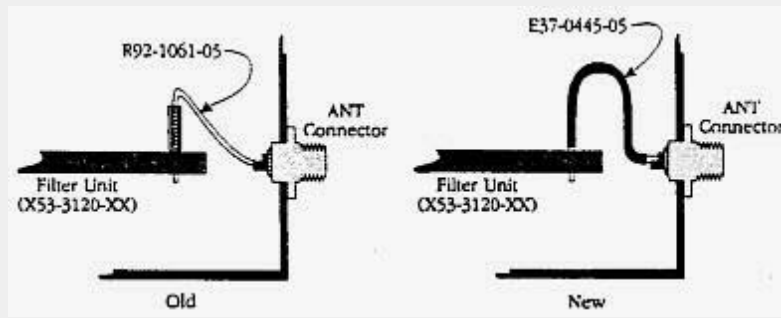 R92-1061-05
ANT
Connector
Filter Unit
(X53-3120-XX)
Old
E37-0445-05
ANT
Connector
Filter Unit
(X53-3120-XX)
New